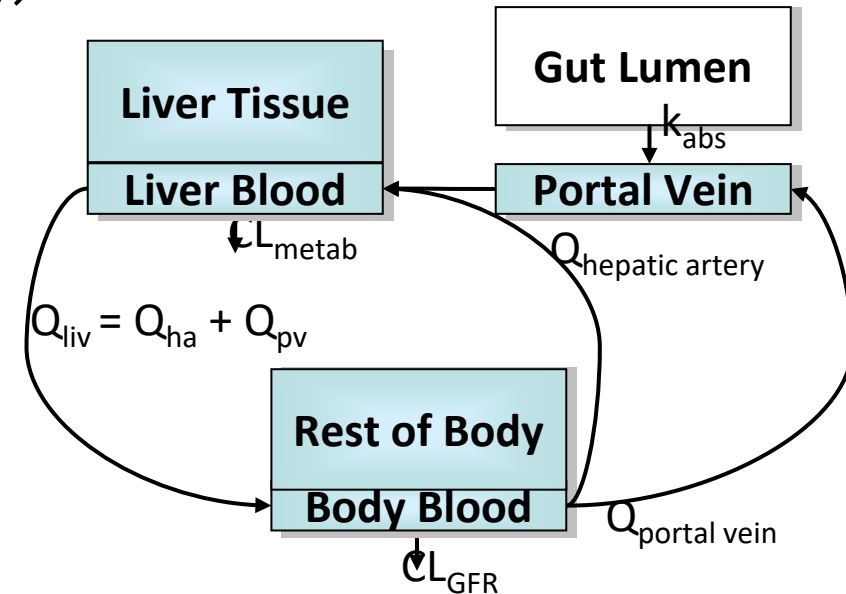 Gut Lumen
k_abs
Liver Tissue
Liver Blood
Portal Vein
CL_metab
Q_hepatic artery
Q_liv = Q_ha + Q_pv
Rest of Body
Body Blood
Q_portal vein
CL_GFR